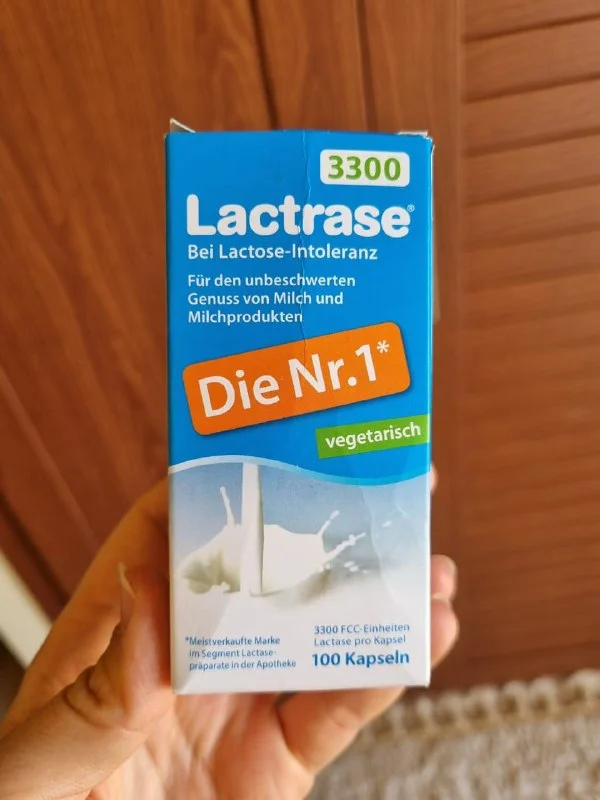 3300
Lactrase®
Bei Lactose-Intoleranz
Für den unbeschwerten
Genuss von Milch und
Milchprodukten
Die Nr.1*
vegetarisch
*Meistverkaufte Marke
im Segment Lactase-
präparate in der Apotheke
3300 FCC-Einheiten
Lactase pro Kapsel
100 Kapseln